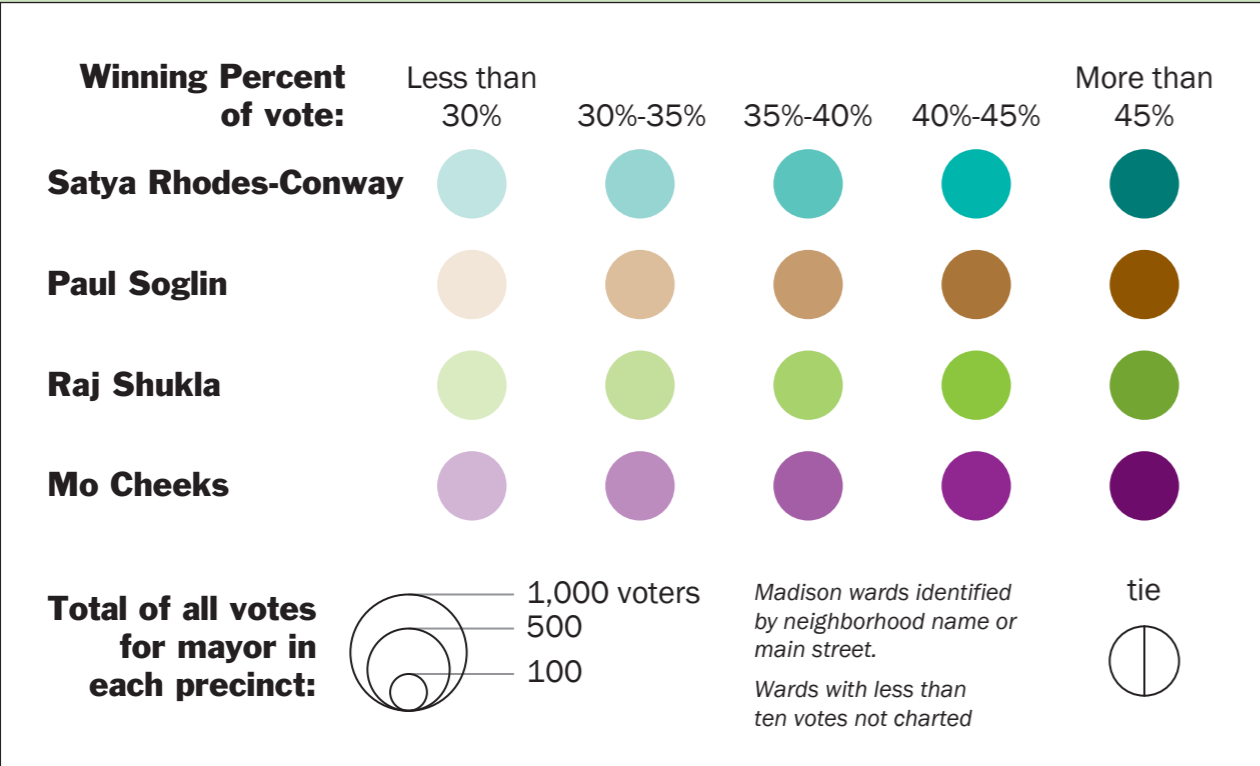 Winning Percent
of vote:
Less than
30%
30%-35%
35%-40%
40%-45%
More than
45%
Satya Rhodes-Conway
Paul Soglin
Raj Shukla
Mo Cheeks
Total of all votes
for mayor in
each precinct:
1,000 voters
500
100
Madison wards identified
by neighborhood name or
main street.
Wards with less than
ten votes not charted
tie